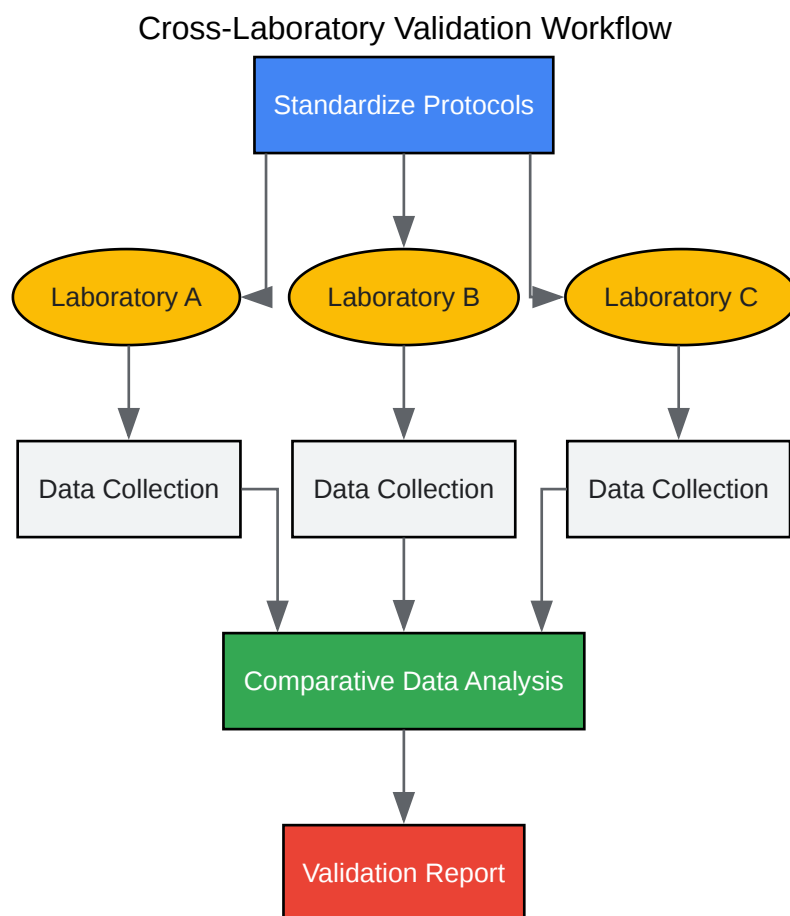 Cross-Laboratory Validation Workflow
Standardize Protocols
Laboratory A
Laboratory B
Laboratory C
Data Collection
Data Collection
Data Collection
Comparative Data Analysis
Validation Report